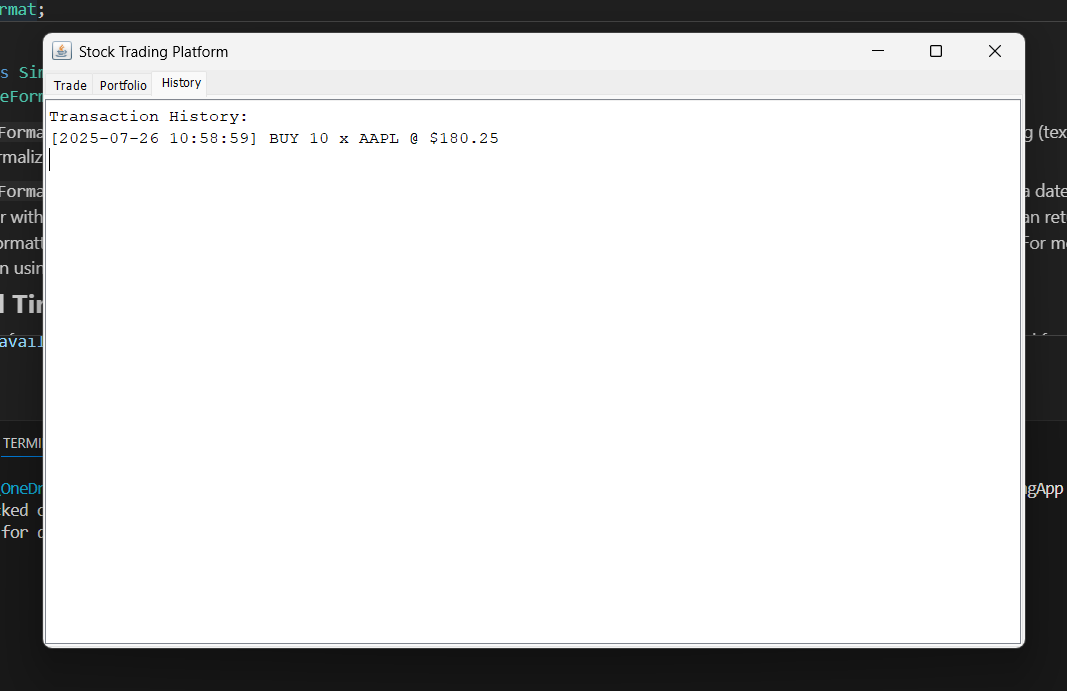 rmat;
Stock Trading Platform
Trade Portfolio History
Transaction History:
[2025-07-26 10:58:59] BUY 10 x AAPL @ $180.25
s Sim
eForm
Forma
g (tex
rmaliz
Forma
a date
r with
an ret
ormatt
For m
n usin
d Tim
avail
TERMI
OneDr
ngApp
ked
for